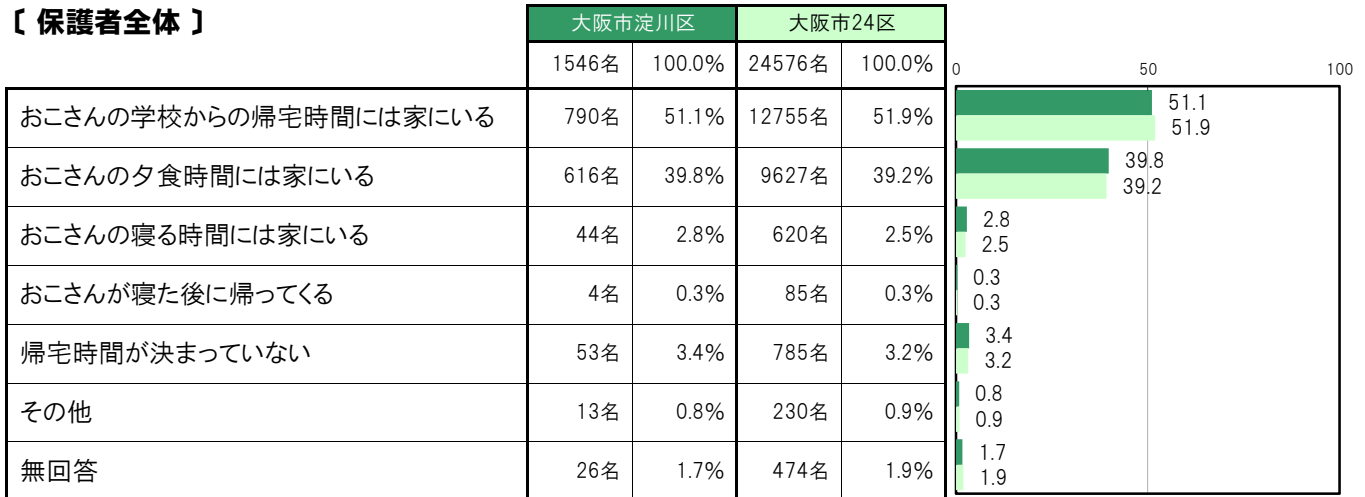 〔 保護者全体 〕
大阪市淀川区 大阪市24区
1546名 100.0% 24576名 100.0%
0 50 100
おこさんの学校からの帰宅時間には家にいる 790名 51.1% 12755名 51.9%
51.1
51.9
おこさんの夕食時間には家にいる 616名 39.8% 9627名 39.2%
39.8
39.2
おこさんの寝る時間には家にいる 44名 2.8% 620名 2.5%
2.8
2.5
おこさんが寝た後に帰ってくる 4名 0.3% 85名 0.3%
0.3
0.3
帰宅時間が決まっていない 53名 3.4% 785名 3.2%
3.4
3.2
その他 13名 0.8% 230名 0.9%
0.8
0.9
無回答 26名 1.7% 474名 1.9%
1.7
1.9